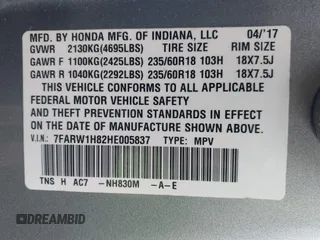 MFD. BY HONDA MFG. OF INDIANA, LLC 04/'17
GVWR 2130KG(4695LBS) TIRE SIZE RIM SIZE
GAWR F 1100KG(2425LBS) 235/60R18 103H 18X7.5J
GAWR R 1040KG(2292LBS) 235/60R18 103H 18X7.5J
THIS VEHICLE CONFORMS TO ALL APPLICABLE
FEDERAL MOTOR VEHICLE SAFETY AND THEFT
PREVENTION STANDARDS IN EFFECT ON THE DATE
OF MANUFACTURE SHOWN ABOVE.
V.I.N.: 7FARW1H82HE005837 TYPE: MPV
TNS H AC7 -NH830M -A-E
DREAMBID